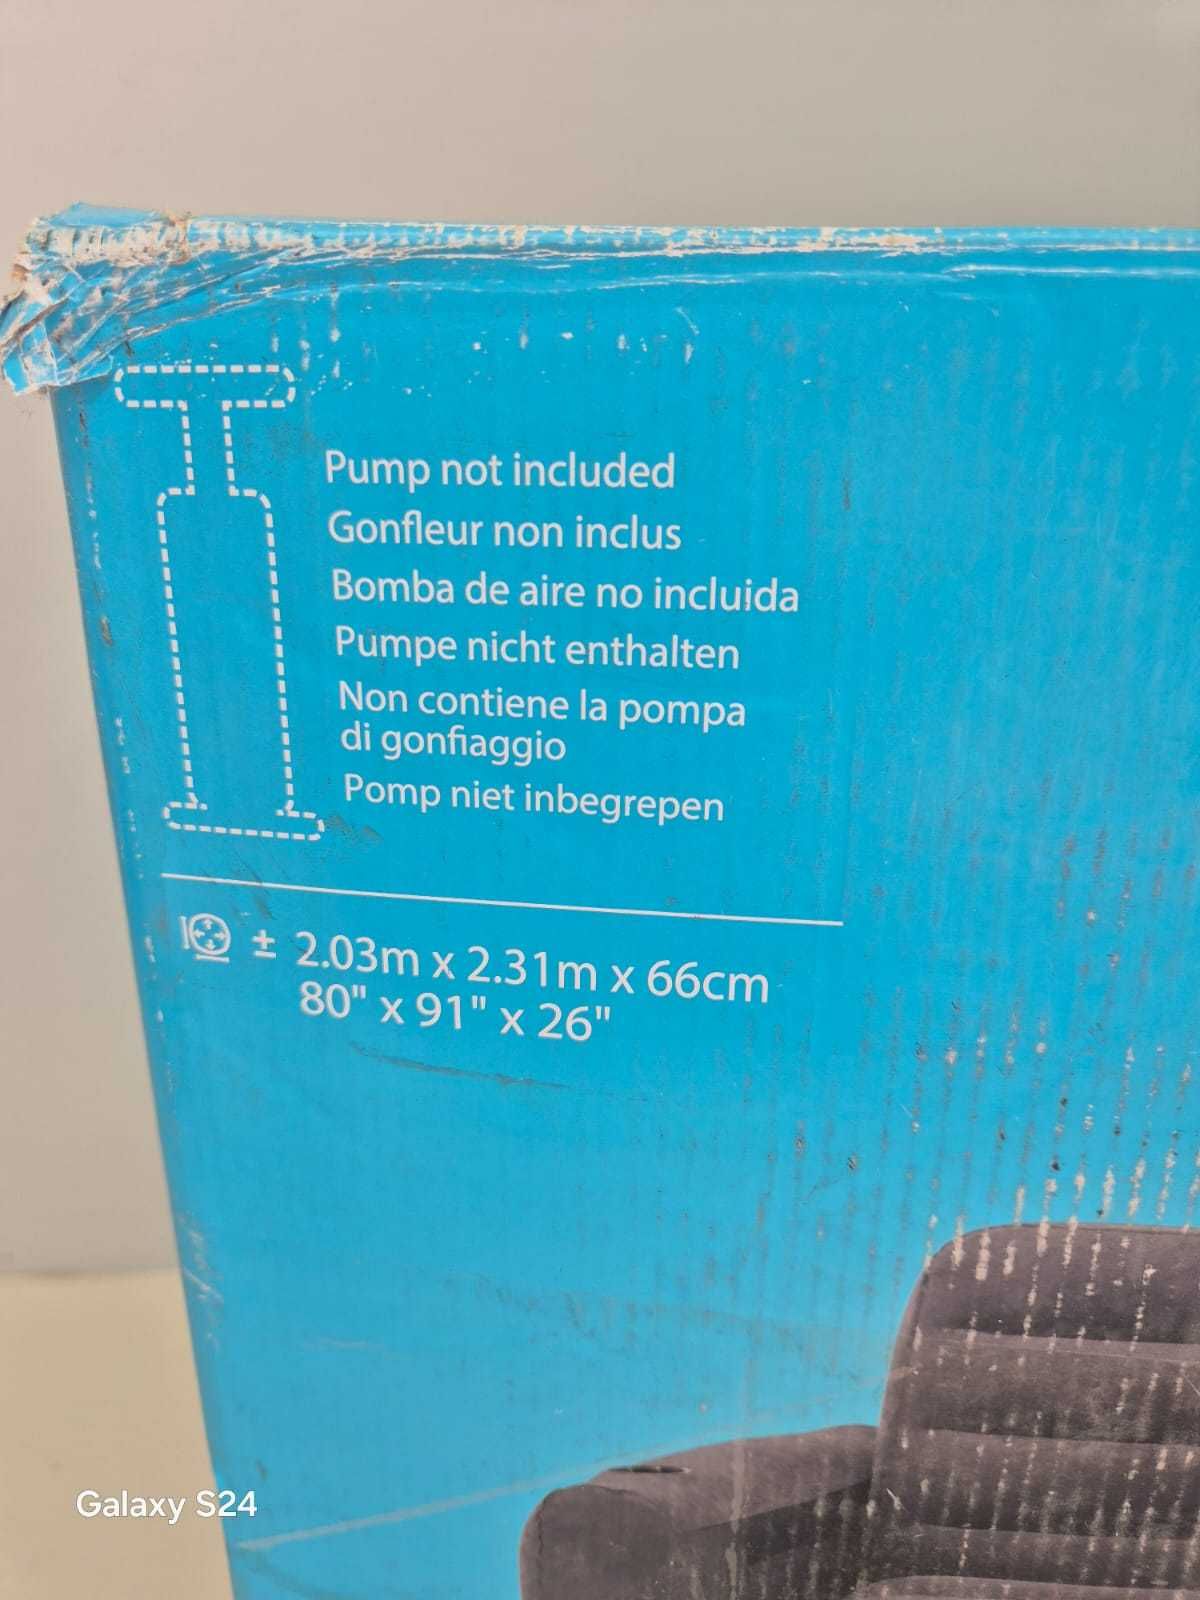 Pump not included
Gonfleur non inclus
Bomba de aire no incluida
Pumpe nicht enthalten
Non contiene la pompa
di gonfiaggio
Pomp niet inbegrepen
± 2.03m x 2.31m x 66cm
80" x 91" x 26"
Galaxy S24